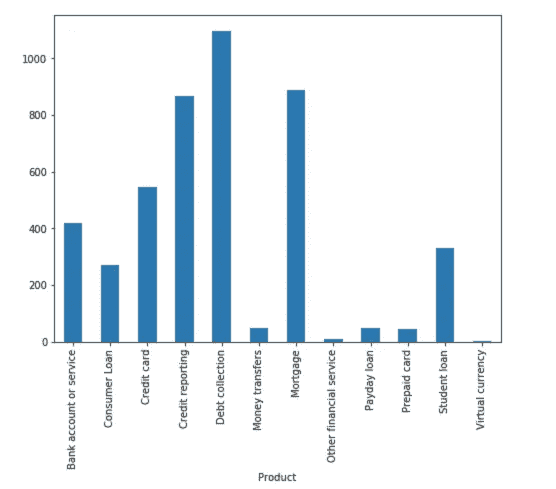 1000
800
600
400
200
0
Bank account or service
Consumer Loan
Credit card
Credit reporting
Debt collection
Money transfers
Mortgage
Other financial service
Payday loan
Prepaid card
Student loan
Virtual currency
Product